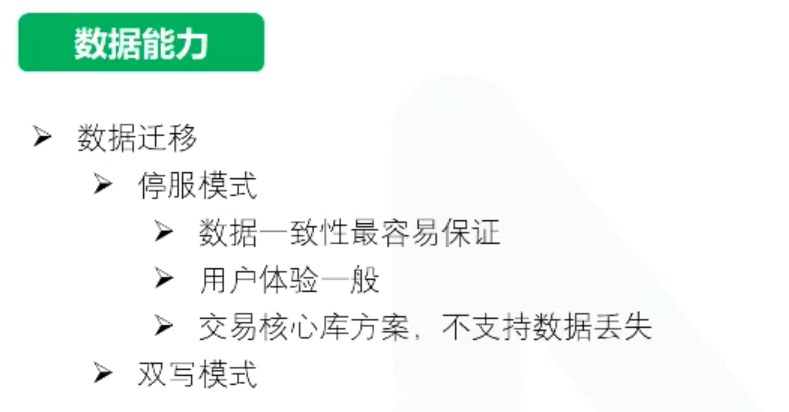 数据能力
数据迁移
停服模式
数据一致性最容易保证
用户体验一般
交易核心库方案，不支持数据丢失
双写模式